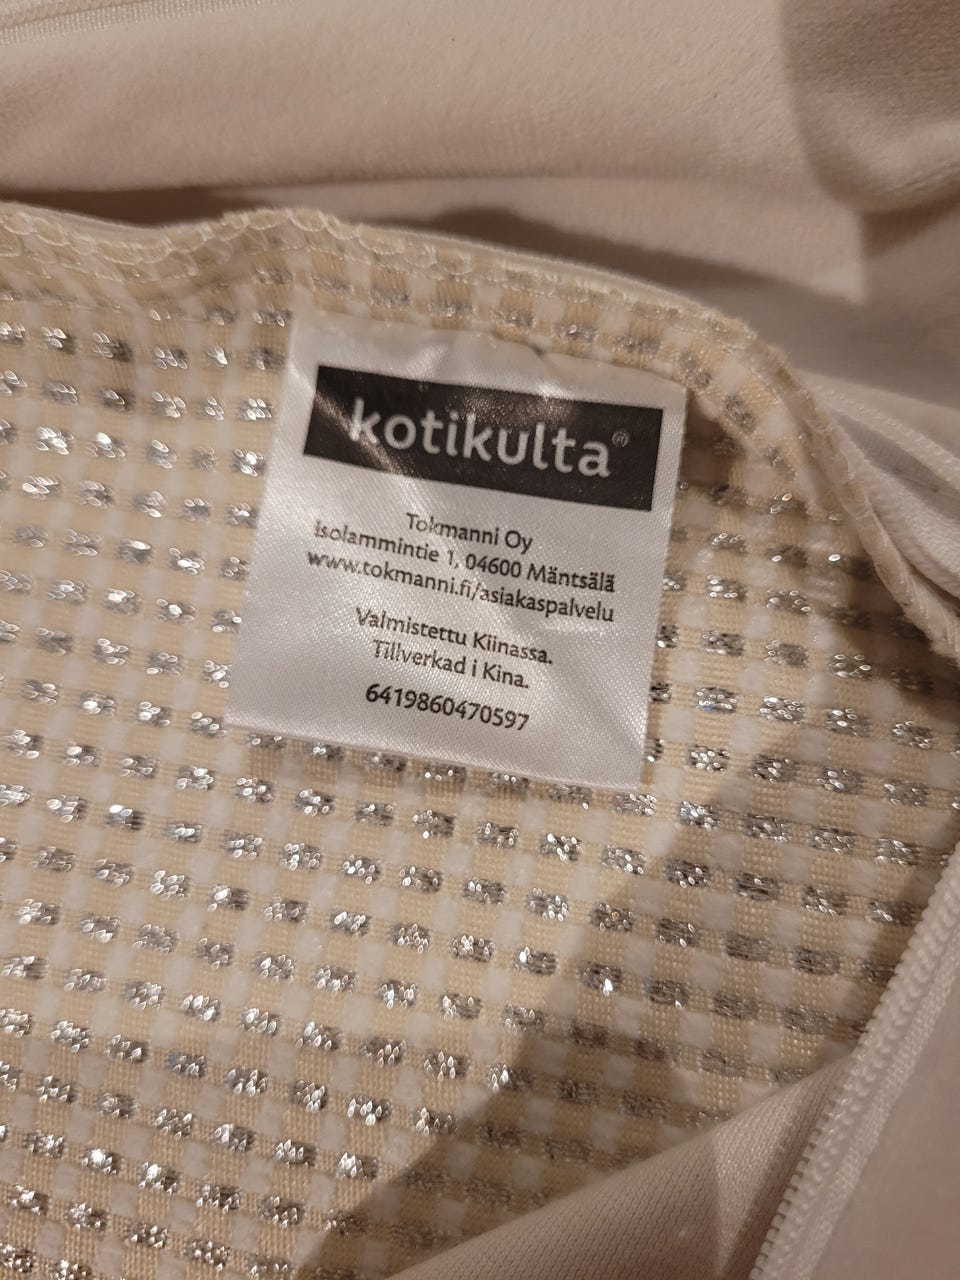 kotikulta®
Tokmanni Oy
Isolammintie 1, 04600 Mäntsälä
www.tokmanni.fi/asiakaspalvelu
Valmistettu Kiinassa.
Tillverkad i Kina.
6419860470597